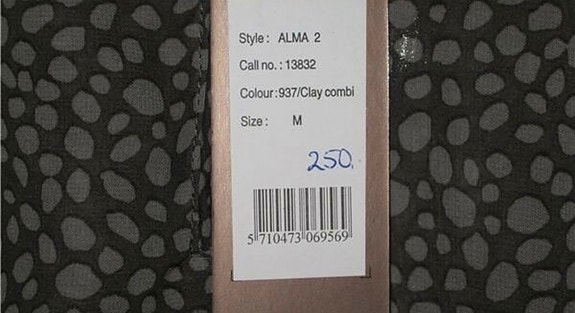 Style: ALMA 2
Call no.: 13832
Colour:937/Clay combi
Size: M
250,
5 710473 069569